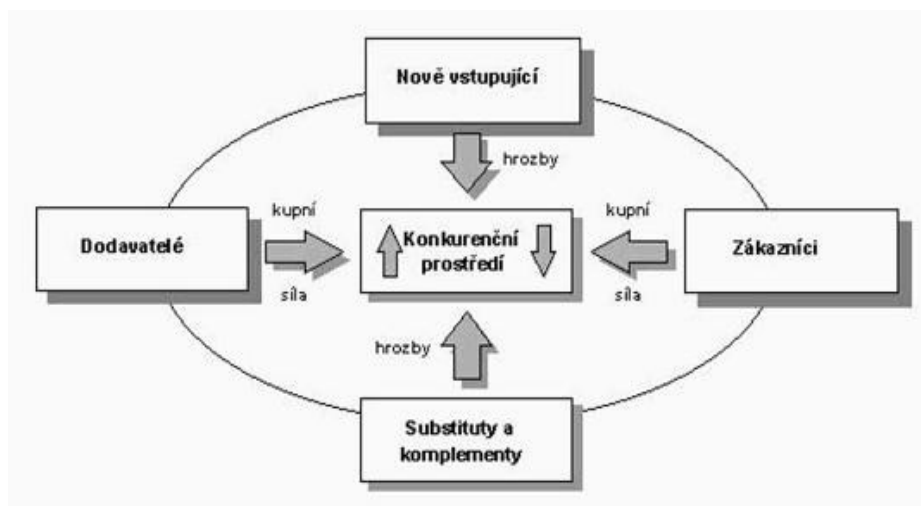 Nově vstupující
hrozby
kupní
síla
Dodavatelé
Konkurenční
prostředí
kupní
síla
Zákazníci
hrozby
Substituty a
komplementy